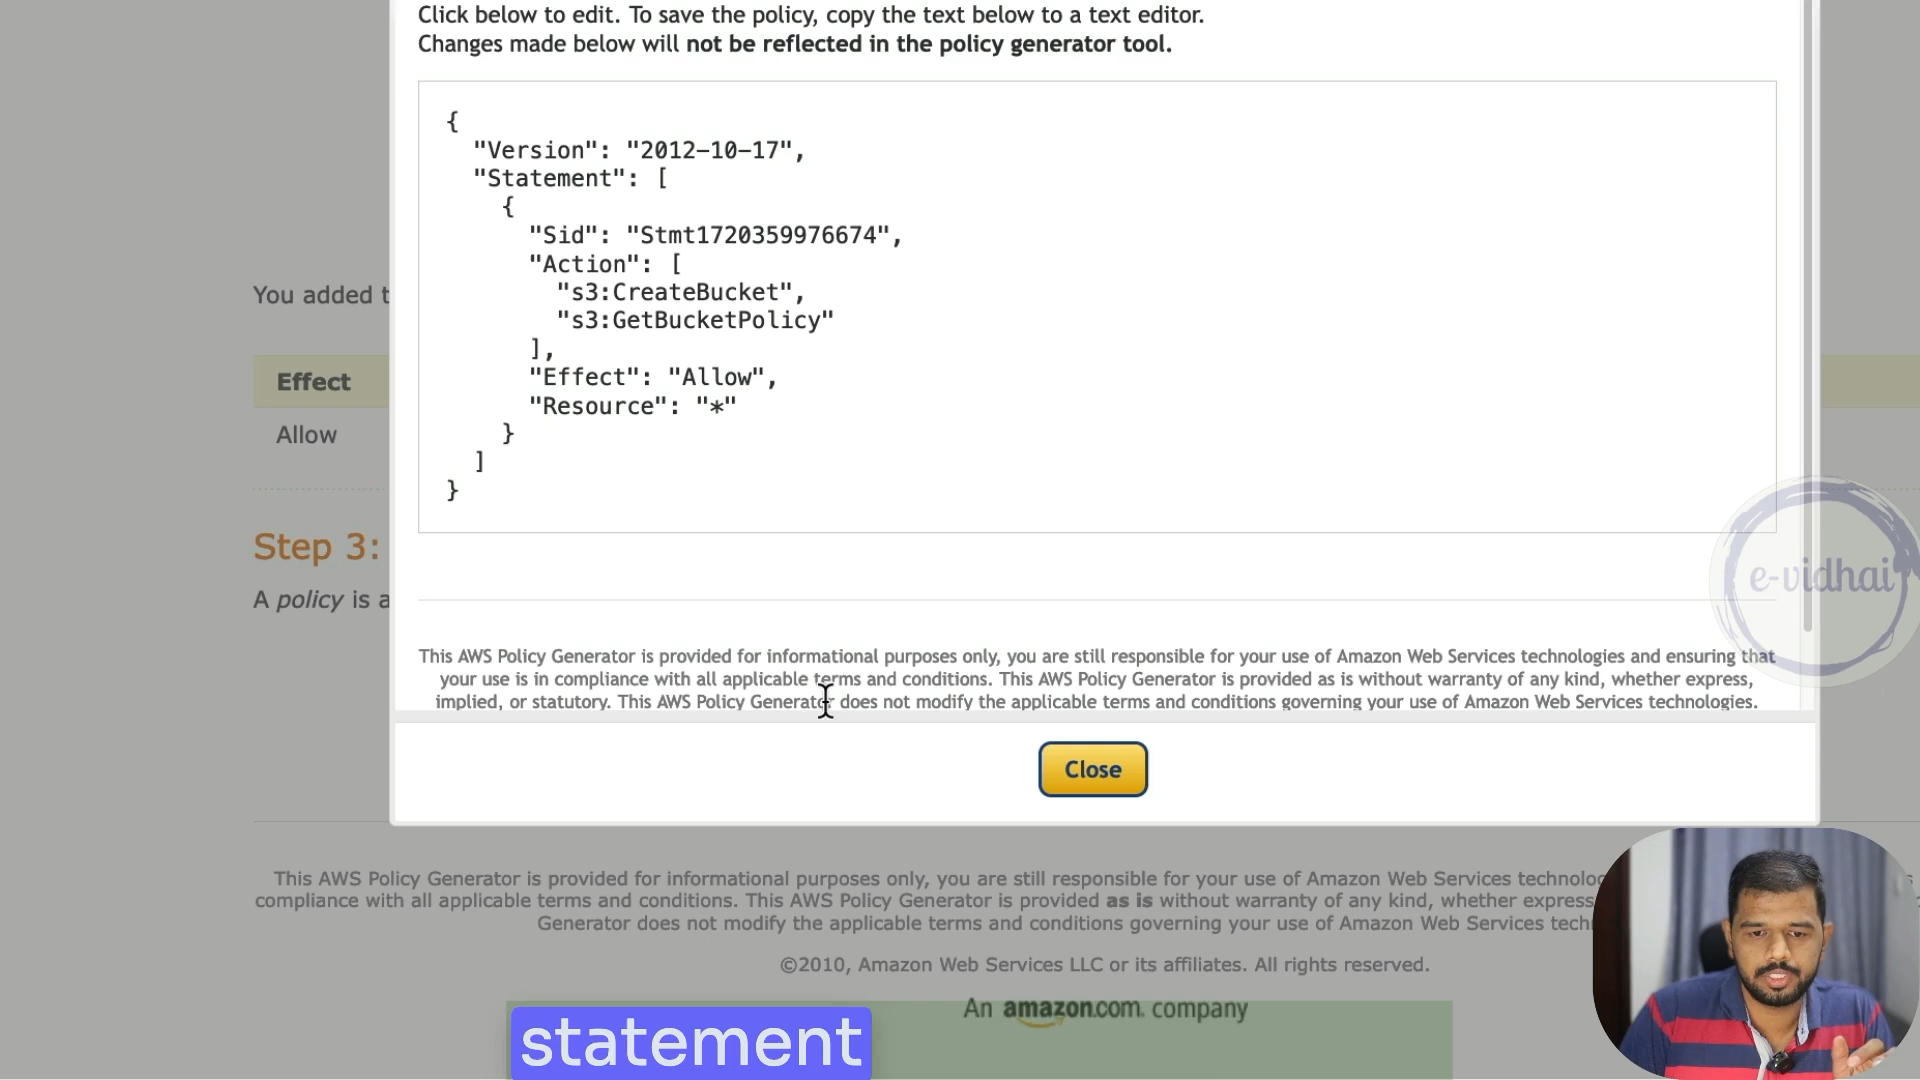 Click below to edit. To save the policy, copy the text below to a text editor.
Changes made below will not be reflected in the policy generator tool.
{
"Version": "2012-10-17",
"Statement": [
{
"Sid": "Stmt1720359976674",
"Action": [
"s3:CreateBucket",
"s3:GetBucketPolicy"
],
"Effect": "Allow",
"Resource": "*"
}
]
}
You added t
Effect
Allow
Step 3:
A policy is a
e-vidhai
This AWS Policy Generator is provided for informational purposes only, you are still responsible for your use of Amazon Web Services technologies and ensuring that
your use is in compliance with all applicable terms and conditions. This AWS Policy Generator is provided as is without warranty of any kind, whether express,
implied, or statutory. This AWS Policy Generator does not modify the applicable terms and conditions governing your use of Amazon Web Services technologies.
Close
This AWS Policy Generator is provided for informational purposes only, you are still responsible for your use of Amazon Web Services technolo
compliance with all applicable terms and conditions. This AWS Policy Generator is provided as is without warranty of any kind, whether express
Generator does not modify the applicable terms and conditions governing your use of Amazon Web Services tech
©2010, Amazon Web Services LLC or its affiliates. All rights reserved.
An amazon.com company
statement